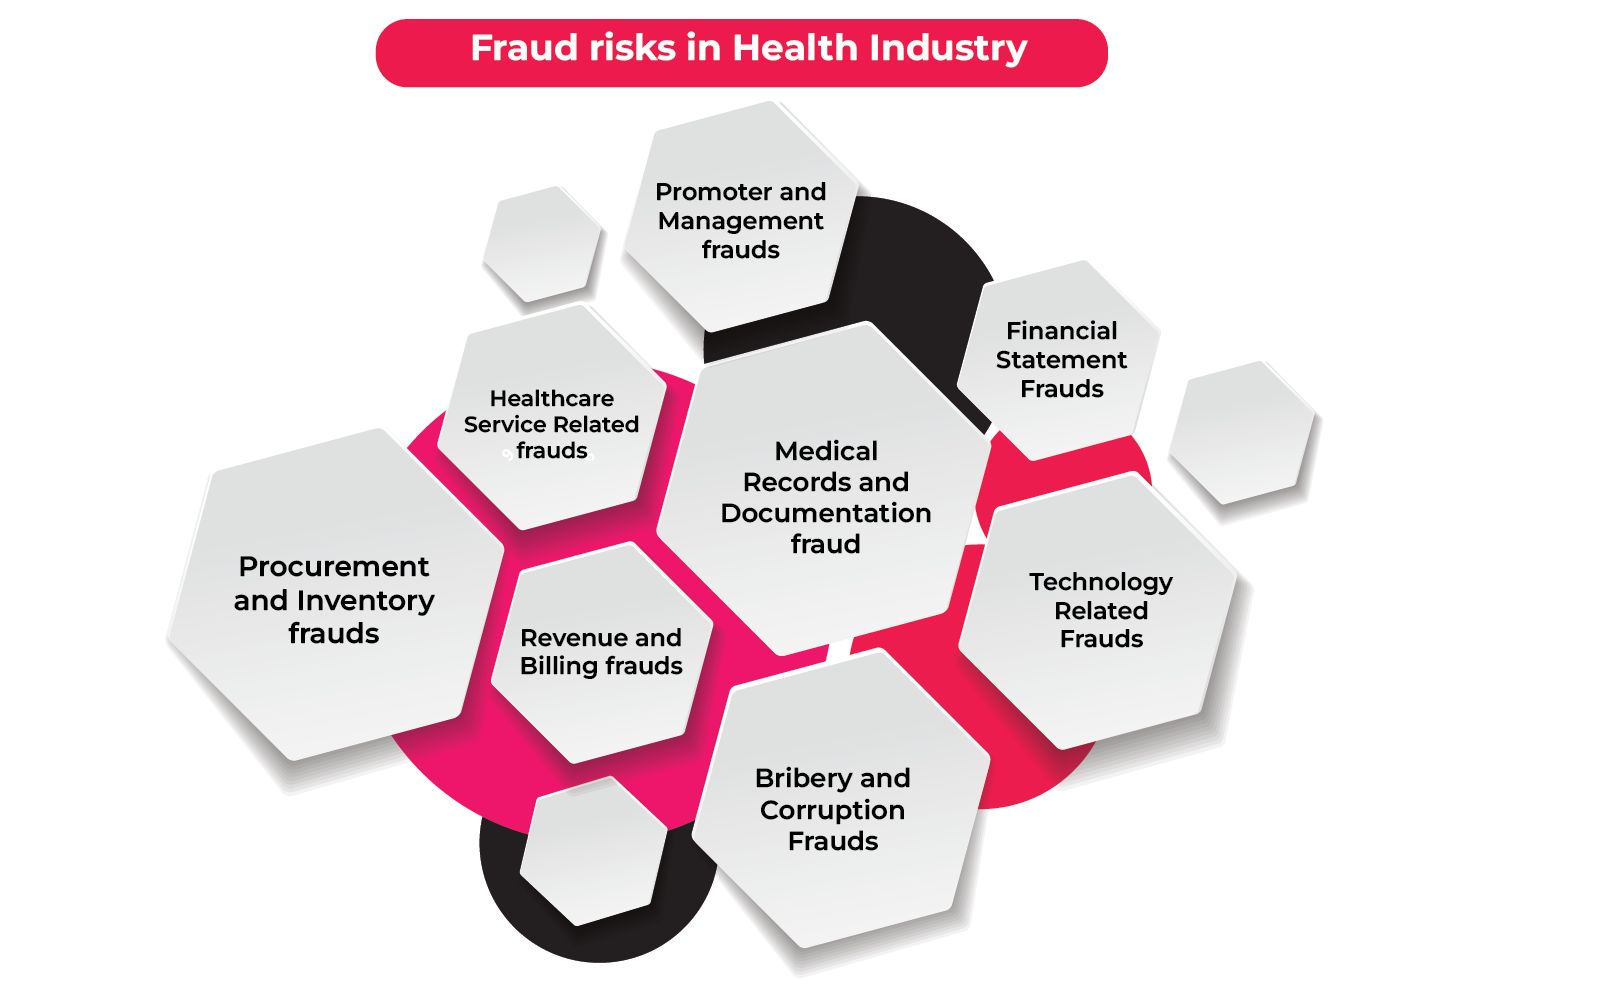 Fraud risks in Health Industry
Promoter and
Management
frauds
Financial
Statement
Frauds
Healthcare
Service Related
frauds
Medical
Records and
Documentation
fraud
Procurement
and Inventory
frauds
Revenue and
Billing frauds
Technology
Related
Frauds
Bribery and
Corruption
Frauds